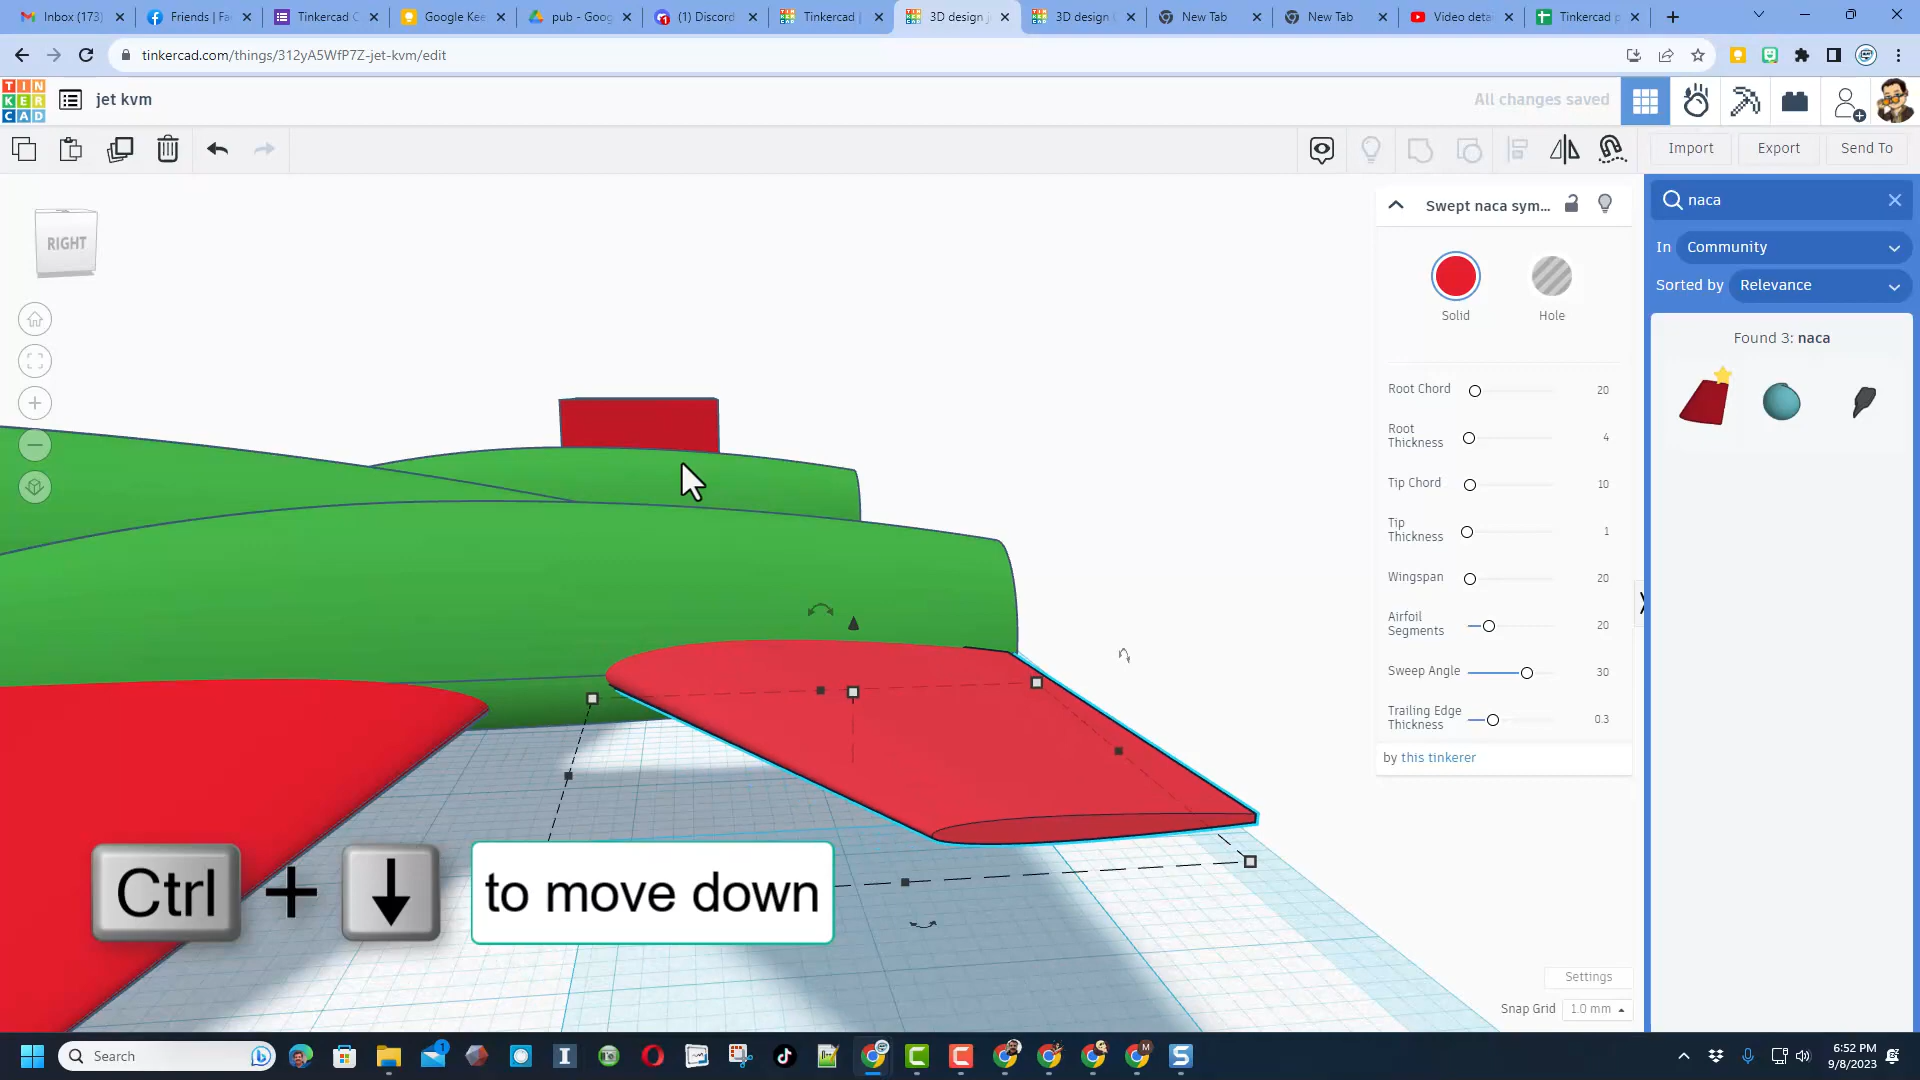 Inbox (173)
Friends | Fa
Tinkercad C
Google Kee
pub - Goog
(1) Discord
Tinkercad |
3D design j
3D design
New Tab
New Tab
Video detai
Tinkercad p
tinkercad.com/things/312yA5WfP7Z-jet-kvm/edit
TIN
KER
CAD
jet kvm
All changes saved
Import
Export
Send To
RIGHT
Swept naca sym...
naca
In
Community
Sorted by
Relevance
Found 3: naca
Solid
Hole
Root Chord
20
Root
Thickness
4
Tip Chord
10
Tip
Thickness
1
Wingspan
20
Airfoil
Segments
20
Sweep Angle
30
Trailing Edge
Thickness
0.3
by this tinkerer
Ctrl + ↓ to move down
Settings
Snap Grid
1.0 mm
Search
6:52 PM
9/8/2023